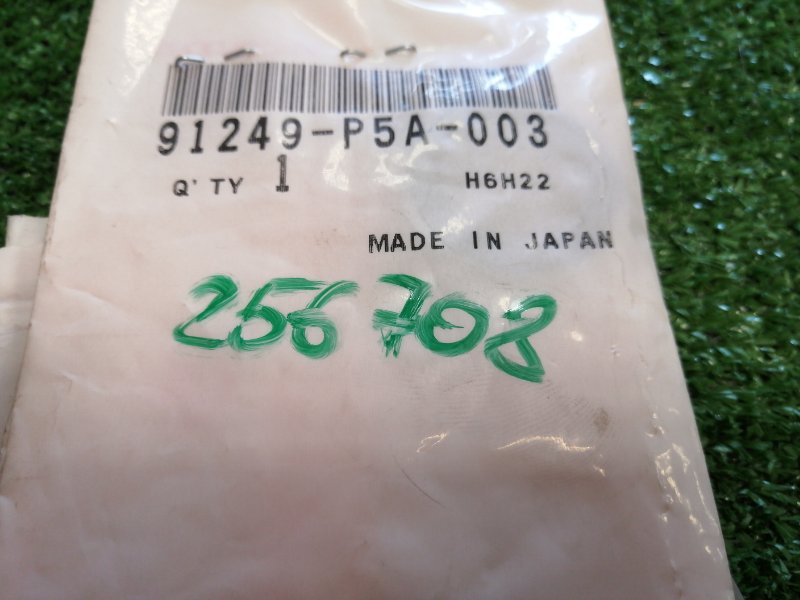 91249-P5A-003
Q'TY 1 H6H22
MADE IN JAPAN
256708